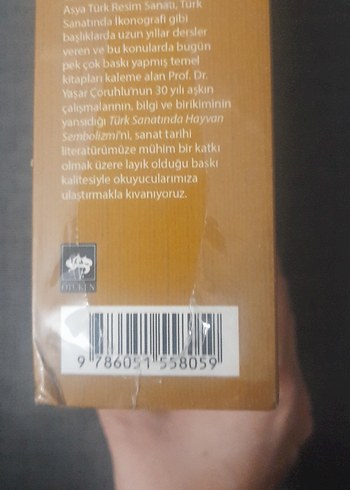 Asya Türk Resim Sanatı, Türk
Sanatında İkonografi gibi
başlıklarda uzun yıllar dersler
veren ve bu konularda bugün
pek çok baskı yapmış temel
kitapları kaleme alan Prof. Dr.
Yaşar Çoruhlu'nun 30 yılı aşkın
çalışmalarının, bilgi ve birikiminin
yansıdığı Türk Sanatında Hayvan
Sembolizmi'ni, sanat tarihi
literatürümüze mühim bir katkı
olmak üzere layık olduğu baskı
kalitesiyle okuyucularımıza
ulaştırmakla kıvanıyoruz.
ÖTÜKEN
9 786051 558059